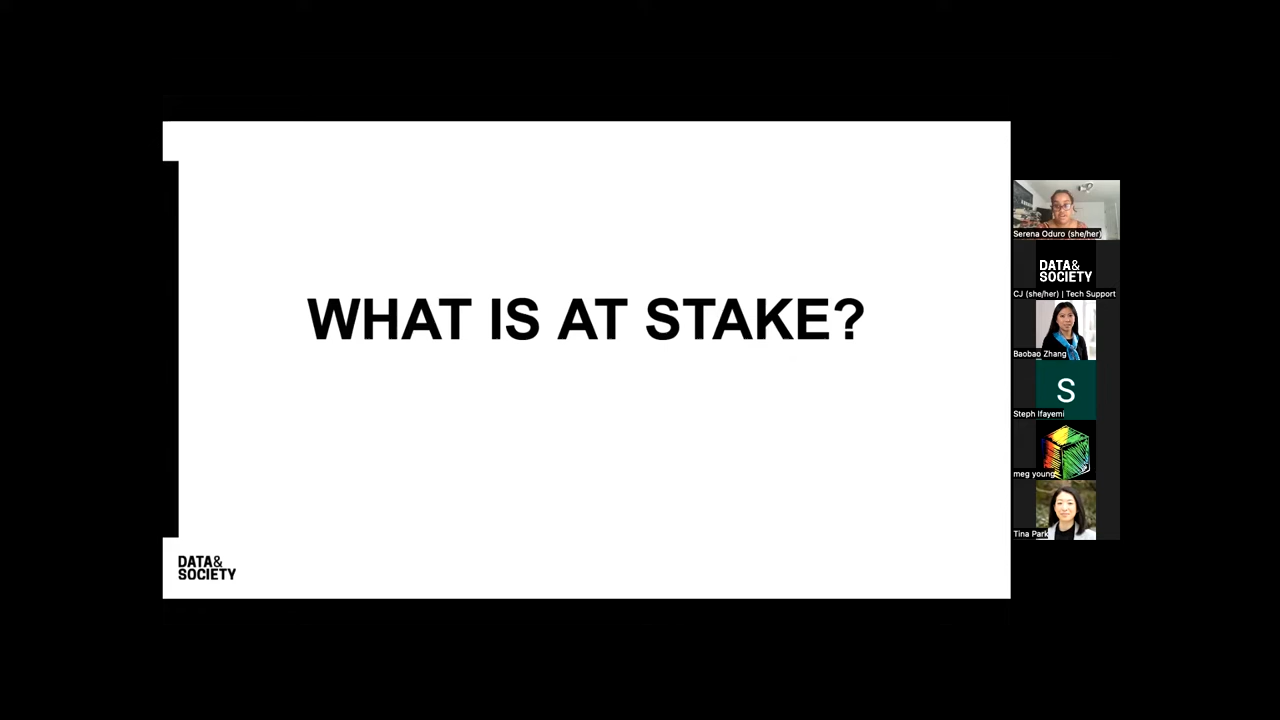 WHAT IS AT STAKE?
DATA&
SOCIETY
Serena Oduro (she/her)
DATA&
SOCIETY
CJ (she/her) | Tech Support
Baobao Zhang
S
Steph Ifayemi
meg young
Tina Park